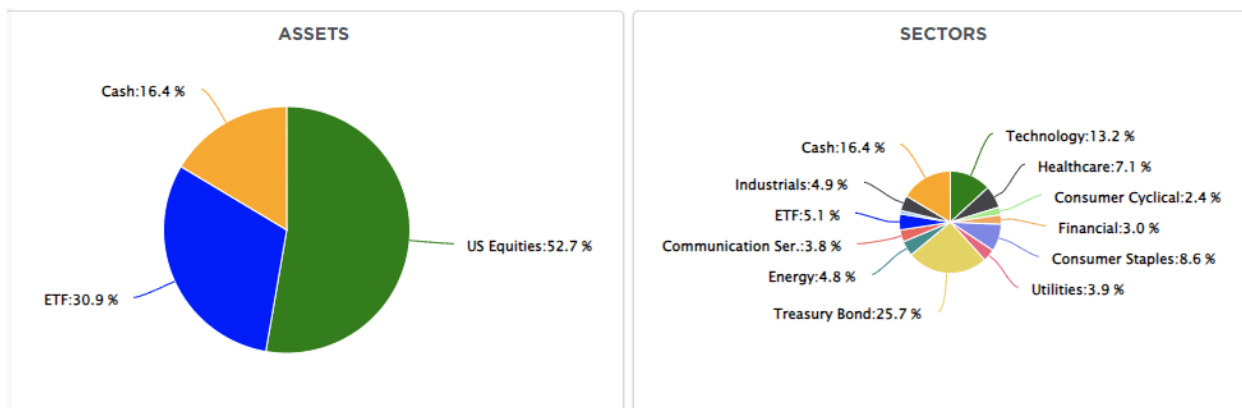 ASSETS
Cash:16.4 %
US Equities:52.7 %
ETF:30.9 %
SECTORS
Technology:13.2 %
Cash:16.4 %
Healthcare:7.1 %
Industrials:4.9 %
Consumer Cyclical:2.4 %
ETF:5.1 %
Financial:3.0 %
Communication Ser.:3.8 %
Consumer Staples:8.6 %
Energy:4.8 %
Utilities:3.9 %
Treasury Bond:25.7 %